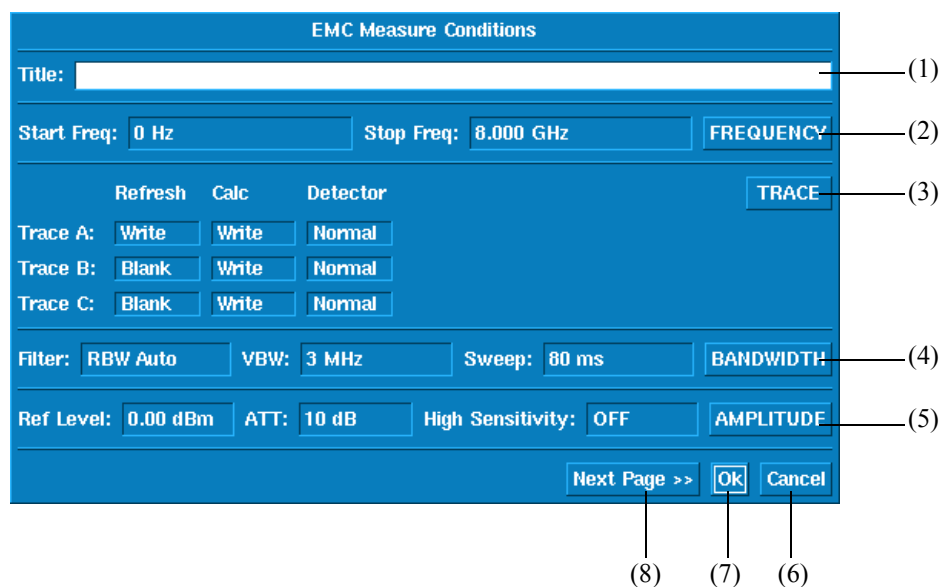 EMC Measure Conditions
Title: (1)
Start Freq: 0 Hz Stop Freq: 8.000 GHz FREQUENCY (2)
Refresh Calc Detector TRACE (3)
Trace A: Write Write Normal
Trace B: Blank Write Normal
Trace C: Blank Write Normal
Filter: RBW Auto VBW: 3 MHz Sweep: 80 ms BANDWIDTH (4)
Ref Level: 0.00 dBm ATT: 10 dB High Sensitivity: OFF AMPLITUDE (5)
Next Page >> Ok Cancel
(8) (7) (6)